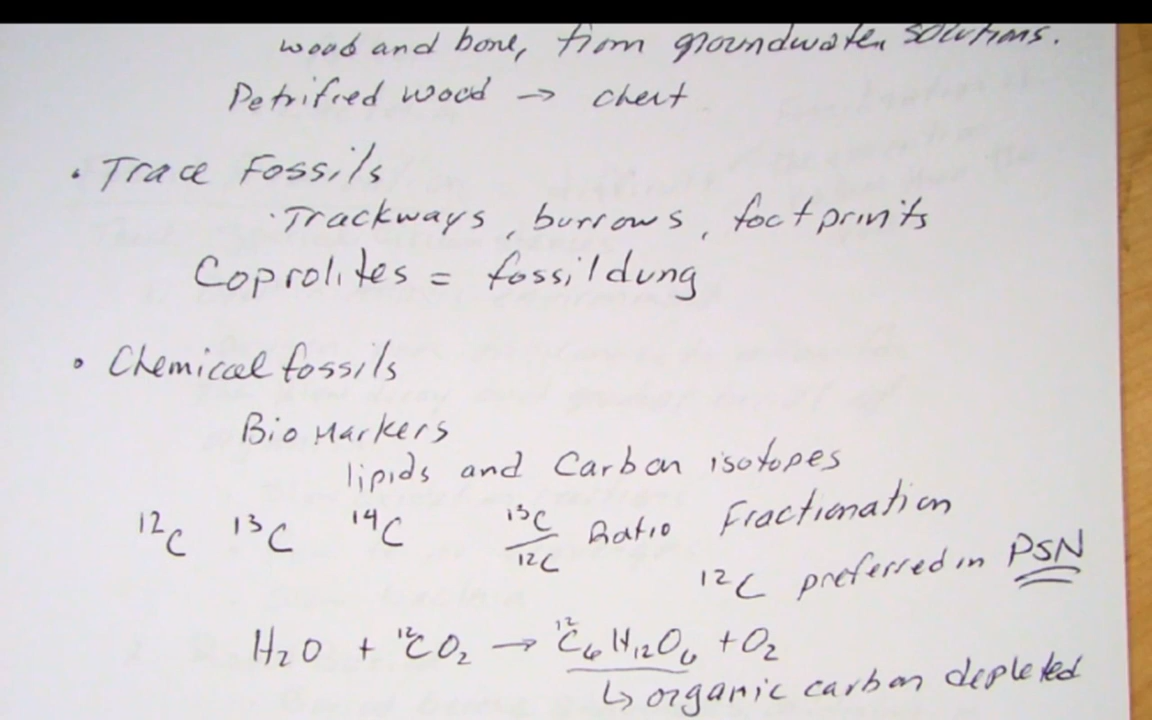 wood and bone, from groundwater solutions.
Petrified wood → chert
• Trace Fossils
· Trackways, burrows, footprints
Coprolites = fossil dung
• Chemical fossils
BioMarkers
lipids and Carbon isotopes
¹²C ¹³C ¹⁴C ¹³C/¹²C Ratio Fractionation
¹²C preferred in PSN
H₂O + ¹²CO₂ → ¹²C₆H₁₂O₆ + O₂
↳ organic carbon depleted